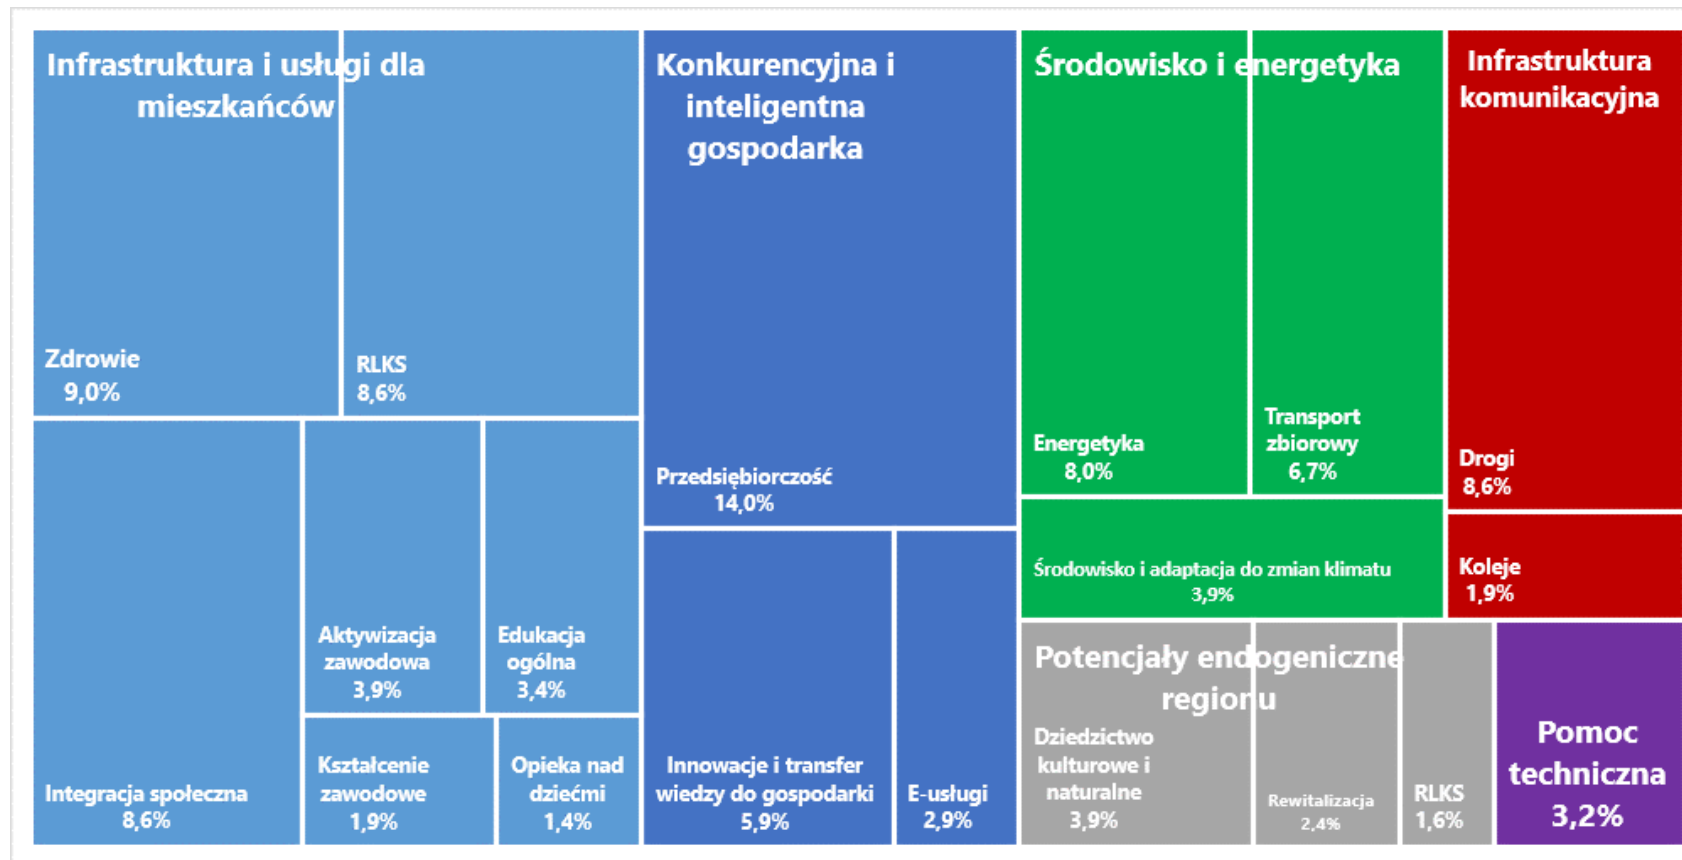 Infrastruktura i usługi dla
mieszkańców
Zdrowie
9,0%
RLKS
8,6%
Integracja społeczna
8,6%
Aktywizacja
zawodowa
3,9%
Edukacja
ogólna
3,4%
Kształcenie
zawodowe
1,9%
Opieka nad
dziećmi
1,4%
Konkurencyjna i
inteligentna
gospodarka
Przedsiębiorczość
14,0%
Innowacje i transfer
wiedzy do gospodarki
5,9%
E-usługi
2,9%
Środowisko i energetyka
Energetyka
8,0%
Transport
zbiorowy
6,7%
Środowisko i adaptacja do zmian klimatu
3,9%
Infrastruktura
komunikacyjna
Drogi
8,6%
Koleje
1,9%
Potencjały endogeniczne
regionu
Dziedzictwo
kulturowe i
naturalne
3,9%
Rewitalizacja
2,4%
RLKS
1,6%
Pomoc
techniczna
3,2%